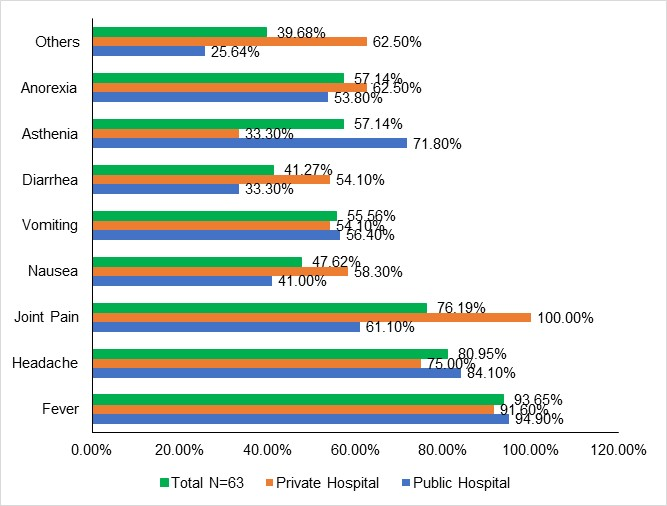 Others
39.68%
62.50%
25.64%
Anorexia
57.14%
62.50%
53.80%
Asthenia
57.14%
33.30%
71.80%
Diarrhea
41.27%
54.10%
33.30%
Vomiting
55.56%
54.10%
56.40%
Nausea
47.62%
58.30%
41.00%
Joint Pain
76.19%
100.00%
61.10%
Headache
80.95%
75.00%
84.10%
Fever
93.65%
91.60%
94.90%
0.00% 20.00% 40.00% 60.00% 80.00% 100.00% 120.00%
Total N=63 Private Hospital Public Hospital